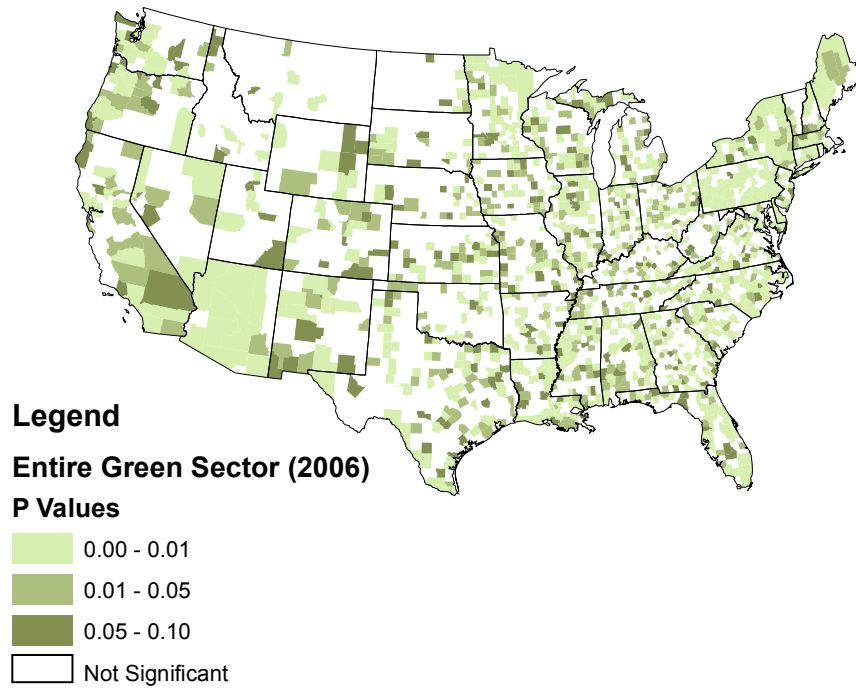 Legend
Entire Green Sector (2006)
P Values
0.00 - 0.01
0.01 - 0.05
0.05 - 0.10
Not Significant